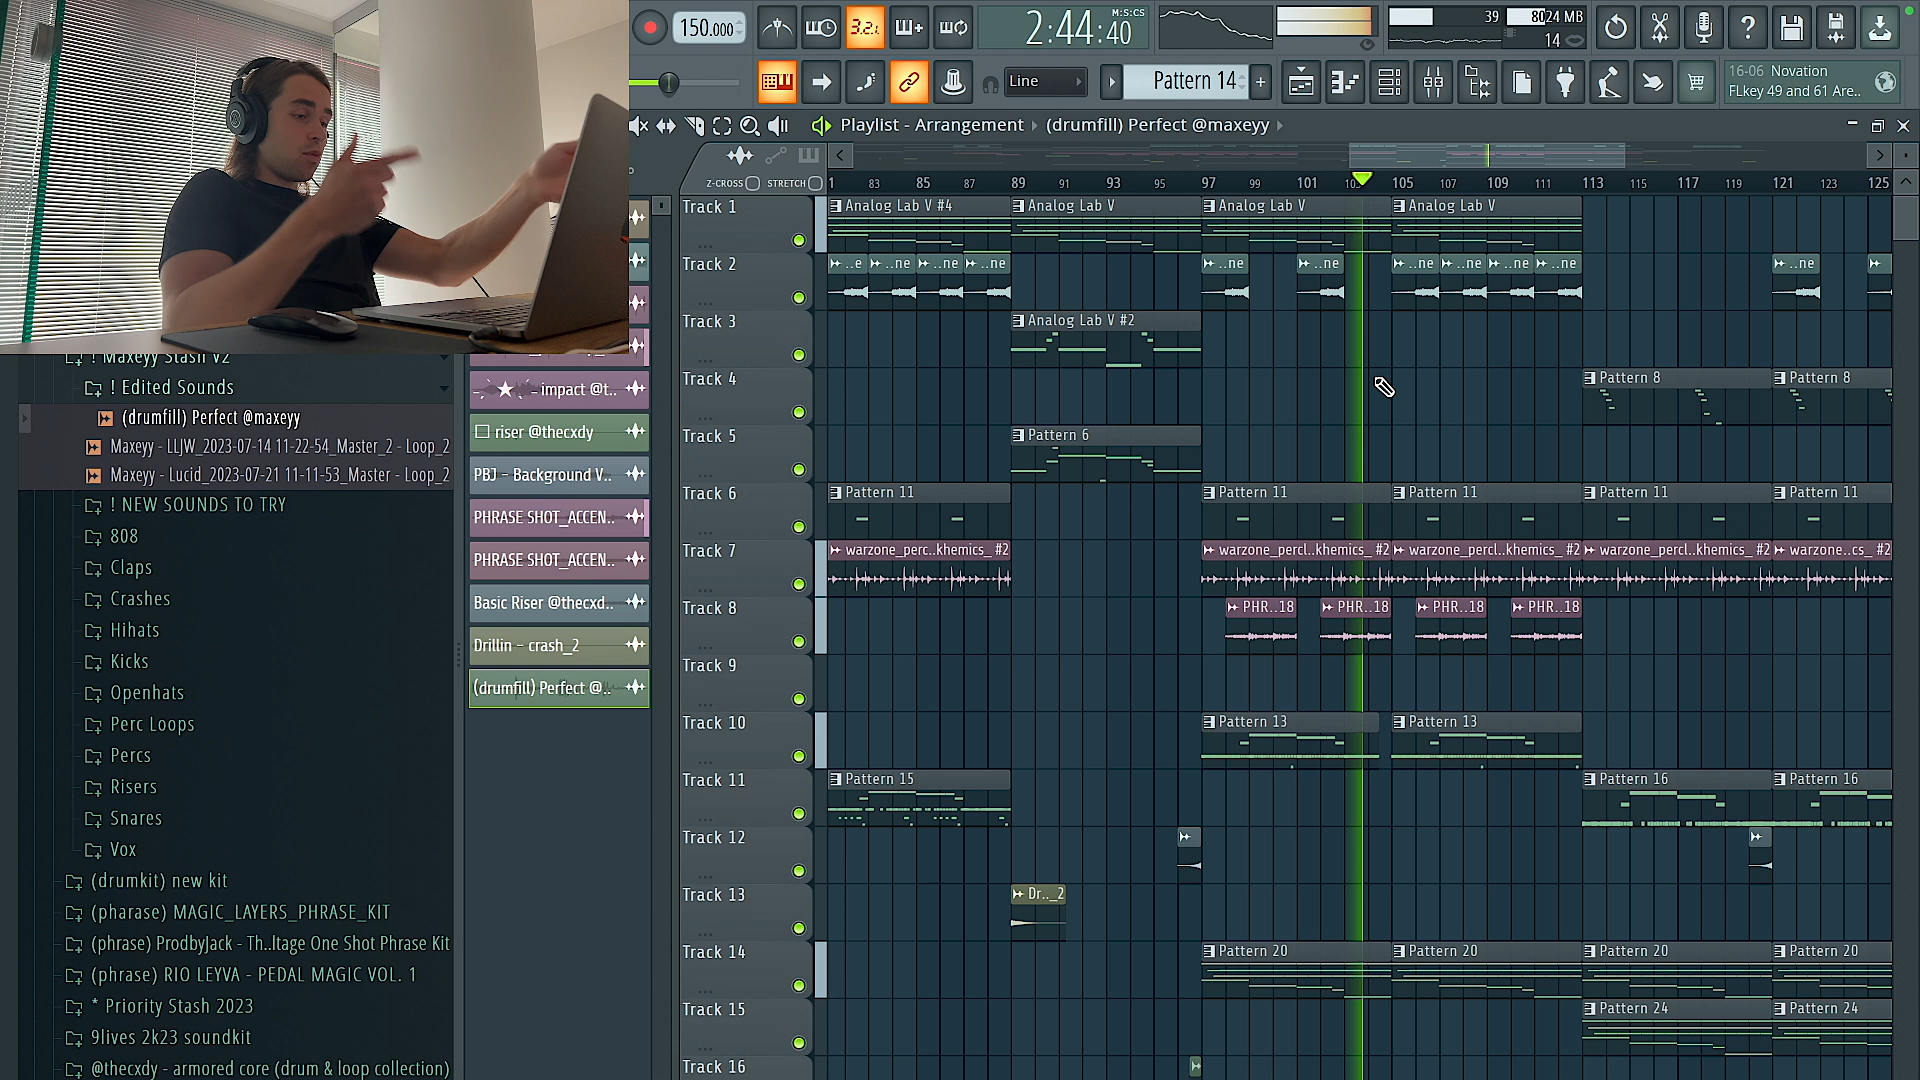 150.000
3.2.1
2:44:40
M:S:CS
39
8024 MB
14
Line
Pattern 14
16-06 Novation
FLkey 49 and 61 Are..
Playlist - Arrangement
(drumfill) Perfect @maxeyy
Z-CROSS
STRETCH
1 83 85 87 89 91 93 95 97 99 101 105 107 109 111 113 115 117 119 121 123 125
Track 1
Analog Lab V #4
Analog Lab V
Analog Lab V
Analog Lab V
Track 2
..e
..ne
..ne
..ne
..ne
..ne
..ne
..ne
..ne
..ne
..ne
Track 3
Analog Lab V #2
Track 4
Pattern 8
Pattern 8
Track 5
Pattern 6
Track 6
Pattern 11
Pattern 11
Pattern 11
Pattern 11
Pattern 11
Track 7
warzone_perc..khemics_ #2
warzone_percl..khemics_ #2
warzone_percl..khemics_ #2
warzone_percl..khemics_ #2
warzone..cs_ #2
Track 8
PHR..18
PHR..18
PHR..18
PHR..18
Track 9
Track 10
Pattern 13
Pattern 13
Track 11
Pattern 15
Pattern 16
Pattern 16
Track 12
Track 13
Dr.._2
Track 14
Pattern 20
Pattern 20
Pattern 20
Pattern 20
Track 15
Pattern 24
Pattern 24
Track 16
! Maxeyy Stash V2
! Edited Sounds
(drumfill) Perfect @maxeyy
Maxeyy - LLJW_2023-07-14 11-22-54_Master_2 - Loop_2
Maxeyy - Lucid_2023-07-21 11-11-53_Master - Loop_2
! NEW SOUNDS TO TRY
808
Claps
Crashes
Hihats
Kicks
Openhats
Perc Loops
Percs
Risers
Snares
Vox
(drumkit) new kit
(pharase) MAGIC_LAYERS_PHRASE_KIT
(phrase) ProdbyJack - Th..ltage One Shot Phrase Kit
(phrase) RIO LEYVA - PEDAL MAGIC VOL. 1
* Priority Stash 2023
9lives 2k23 soundkit
@thecxdy - armored core (drum & loop collection)
impact @t..
riser @thecxdy
PBJ - Background V..
PHRASE SHOT_ACCEN..
PHRASE SHOT_ACCEN..
Basic Riser @thecxd..
Drillin - crash_2
(drumfill) Perfect @..